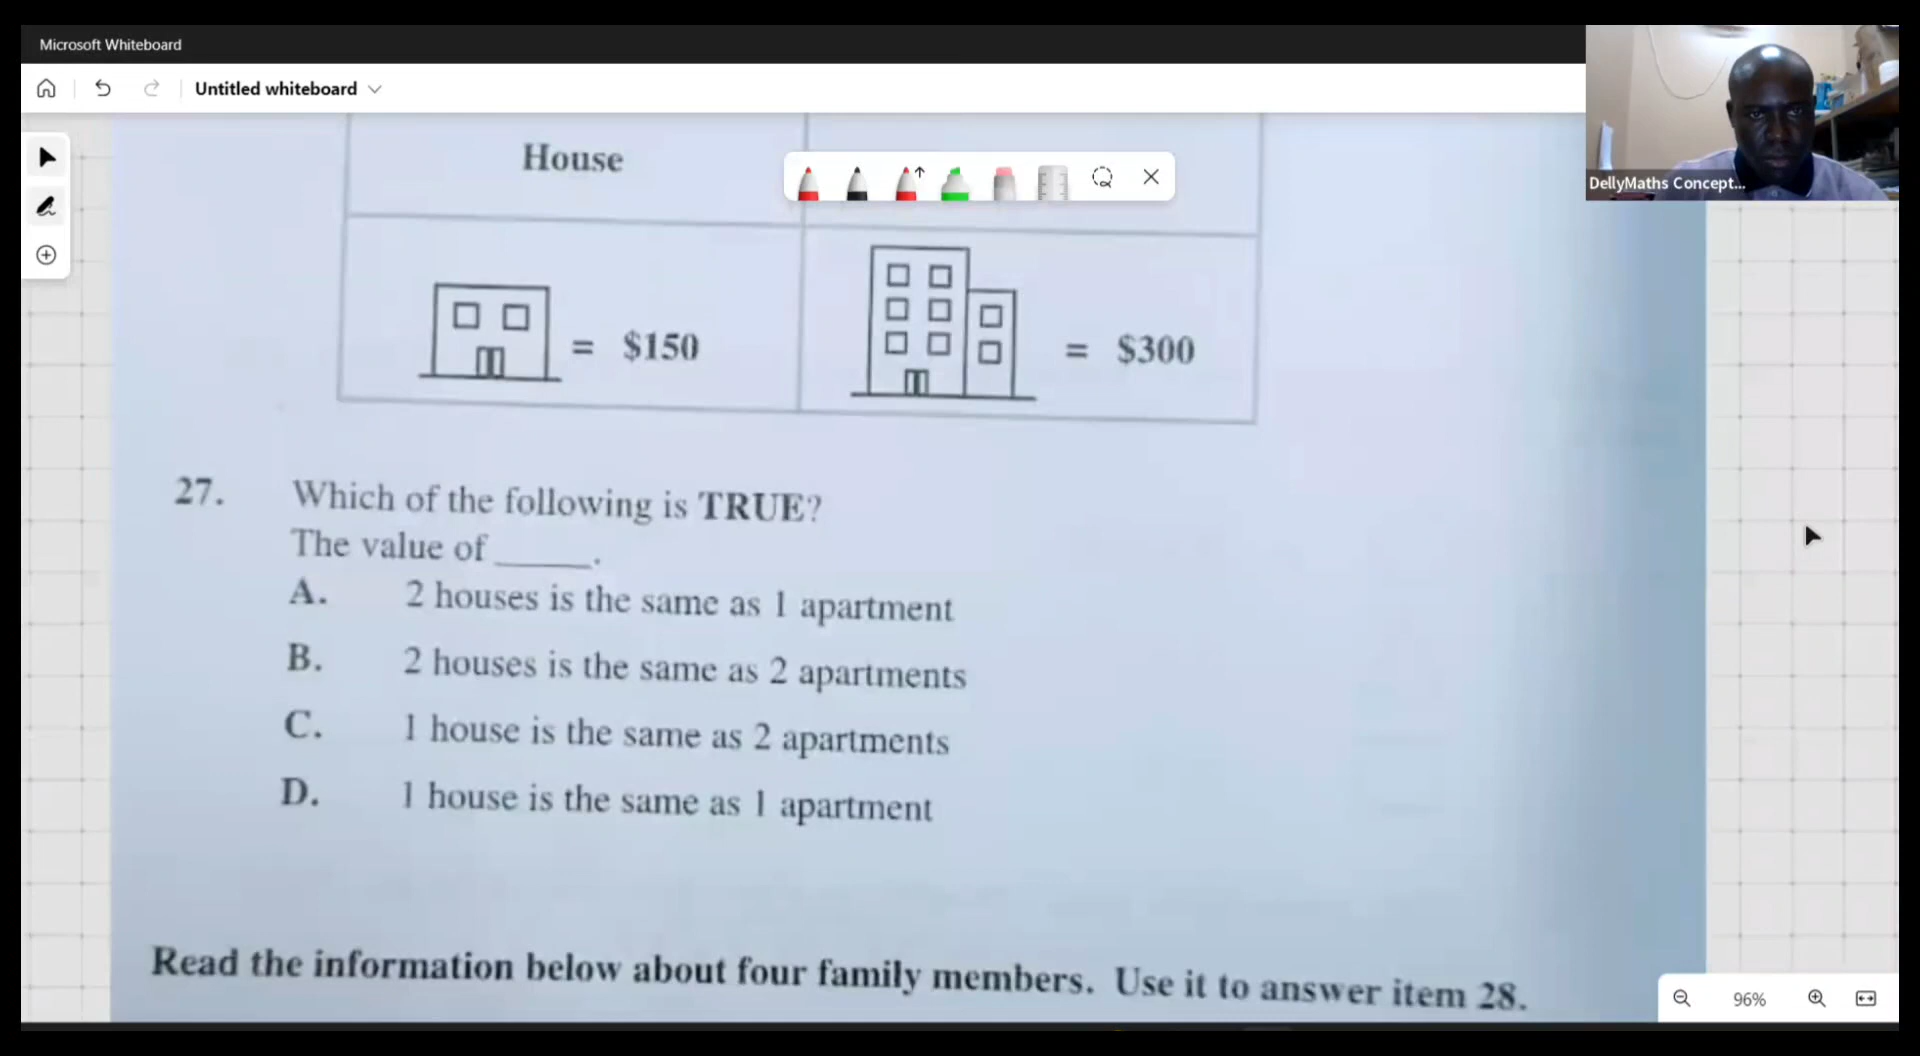 Microsoft Whiteboard
Untitled whiteboard
DellyMaths Concept...
House
= $150
= $300
27. Which of the following is TRUE?
The value of _____.
A. 2 houses is the same as 1 apartment
B. 2 houses is the same as 2 apartments
C. 1 house is the same as 2 apartments
D. 1 house is the same as 1 apartment
Read the information below about four family members. Use it to answer item 28.
96%